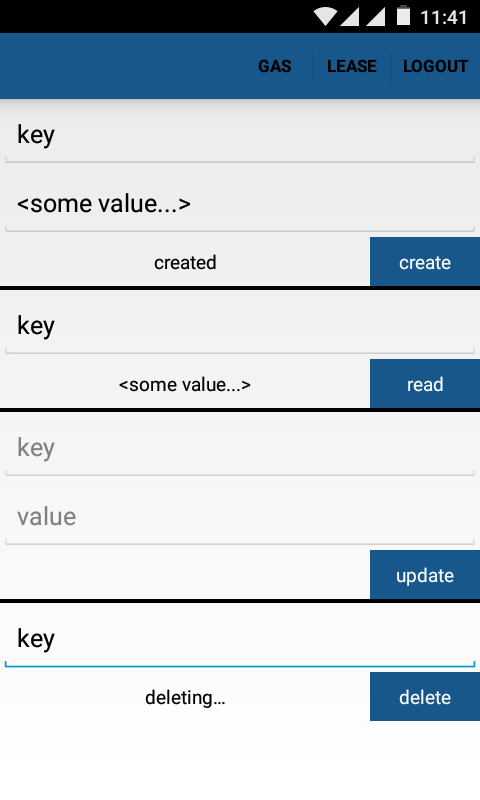 11:41
GAS LEASE LOGOUT
key
<some value...>
created create
key
<some value...> read
key
value
update
key
deleting... delete